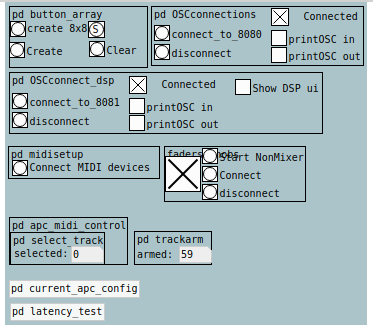 pd button_array
create 8x8 S
Create
Clear
pd OSCconnections
Connected
connect_to_8080
printOSC in
disconnect
printOSC out
pd OSCconnect_dsp
Connected
Show DSP ui
connect_to_8081
printOSC in
disconnect
printOSC out
pd midisetup
Connect MIDI devices
Start NonMixer
Connect
disconnect
pd apc_midi_control
pd select_track
selected: 0
pd trackarm
armed: 59
pd current_apc_config
pd latency_test